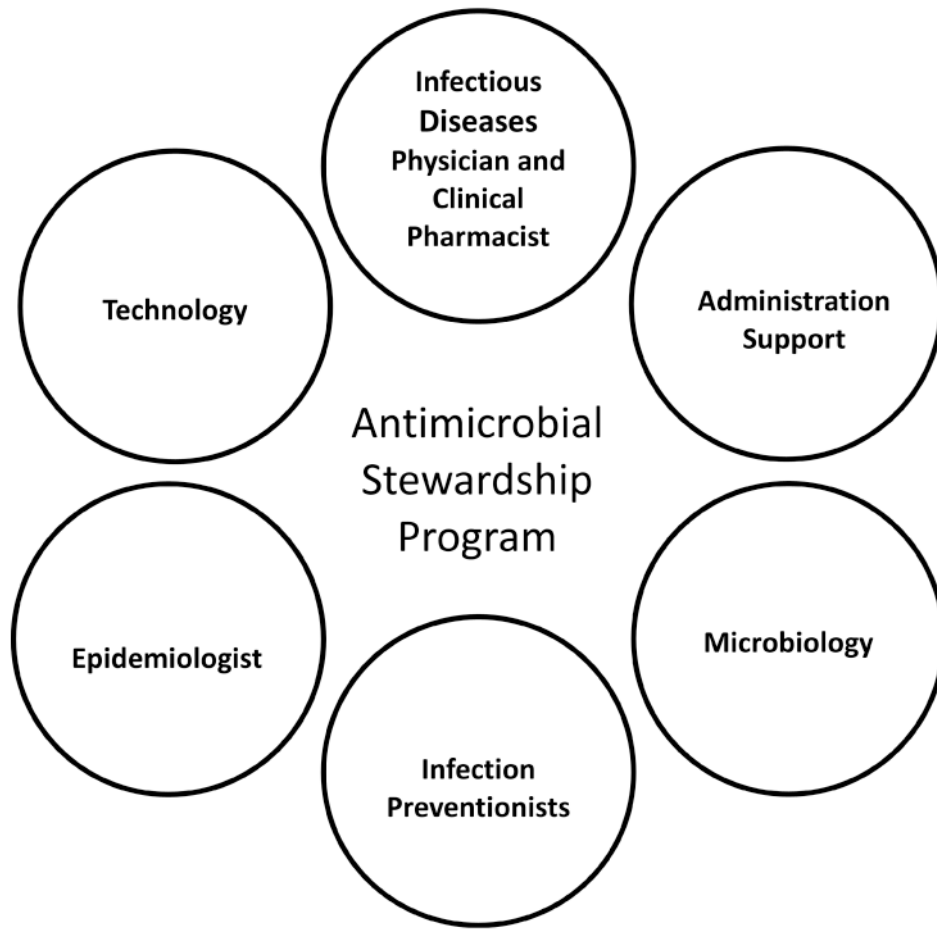 Infectious
Diseases
Physician and
Clinical
Pharmacist
Technology
Administration
Support
Antimicrobial
Stewardship
Program
Epidemiologist
Microbiology
Infection
Preventionists